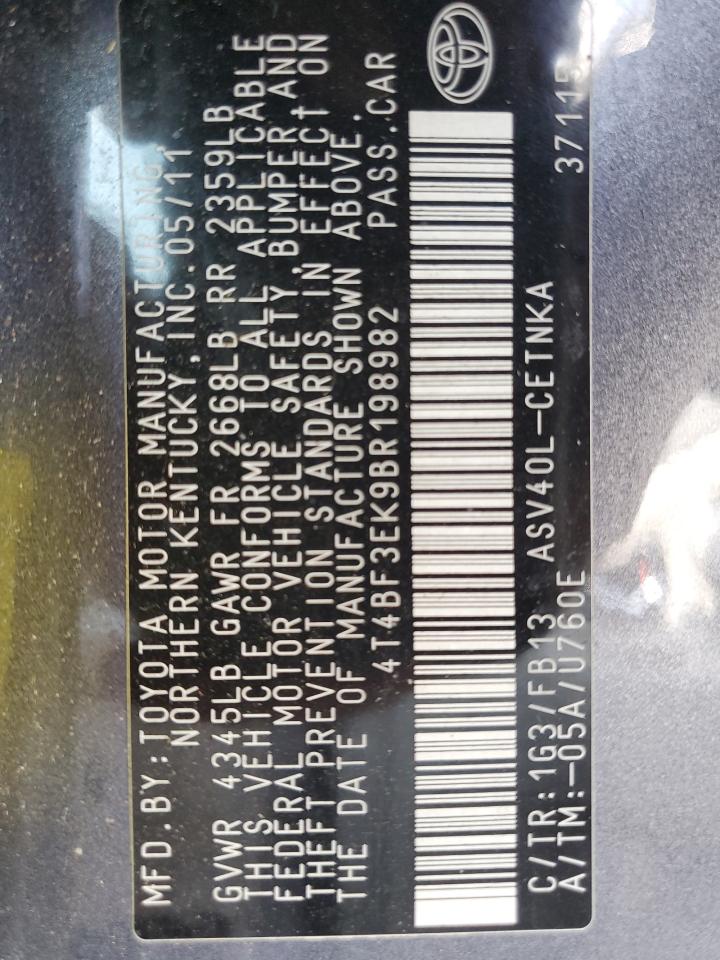 MFD.BY:TOYOTA MOTOR MANUFACTURING,
NORTHERN KENTUCKY,INC.05/11
GVWR 4345LB GAWR FR 2668LB RR 2359LB
THIS VEHICLE CONFORMS TO ALL APPLICABLE
FEDERAL MOTOR VEHICLE SAFETY,BUMPER AND
THEFT PREVENTION STANDARDS IN EFFECT ON
THE DATE OF MANUFACTURE SHOWN ABOVE.
4T4BF3EK9BR198982 PASS.CAR
C/TR:1G3/FB13 ASV40L-CETNKA
A/TM:-05A/U760E 37115